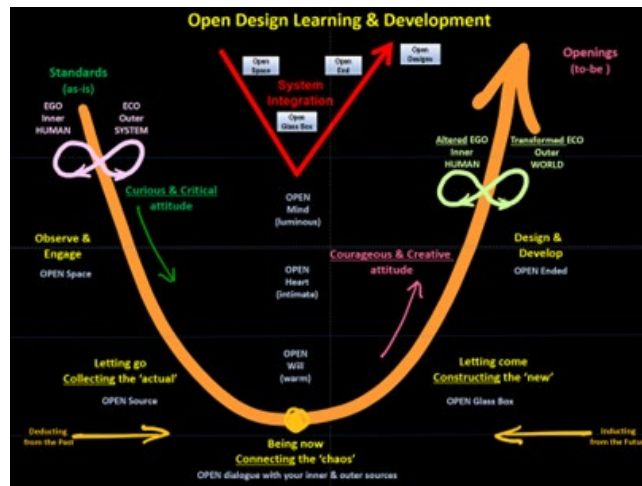 Open Design Learning & Development
Open
Space
Open
End
Open
Designs
System
Integration
Open
Glass Box
Standards
(as-is)
Openings
(to-be )
EGO
Inner
HUMAN
ECO
Outer
SYSTEM
Altered EGO
Inner
HUMAN
Transformed ECO
Outer
WORLD
Curious & Critical
attitude
OPEN
Mind
(luminous)
Observe &
Engage
OPEN Space
OPEN
Heart
(intimate)
Courageous & Creative
attitude
Design &
Develop
OPEN Ended
Letting go
Collecting the 'actual'
OPEN Source
OPEN
Will
(warm)
Letting come
Constructing the 'new'
OPEN Glass Box
Deducting
from the Past
Being now
Connecting the 'chaos'
OPEN dialogue with your inner & outer sources
Inducting
from the Future